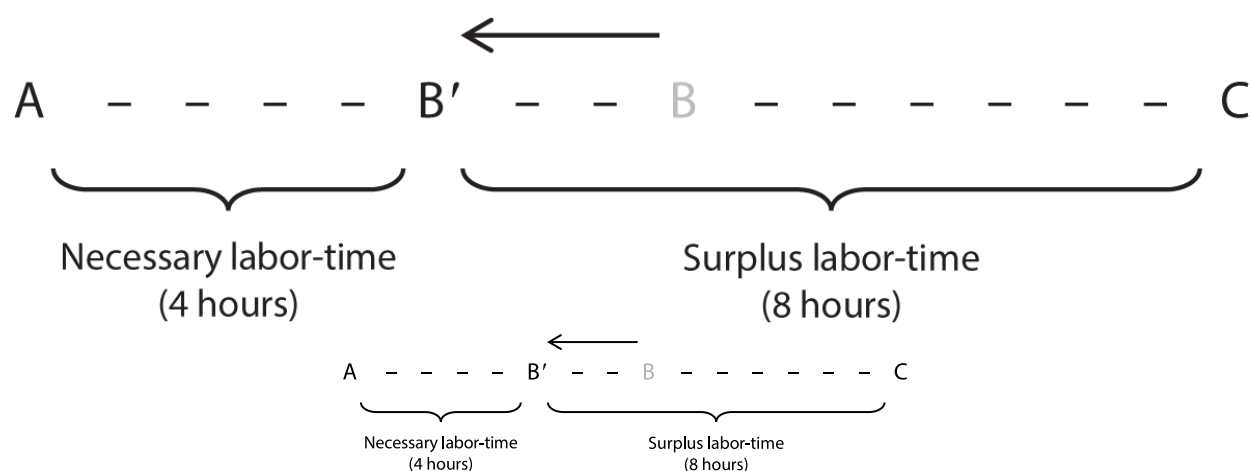 A – – – – B′ – – B – – – – – – C
Necessary labor-time Surplus labor-time
(4 hours) (8 hours)
A – – – – B′ – – B – – – – – – C
Necessary labor-time Surplus labor-time
(4 hours) (8 hours)